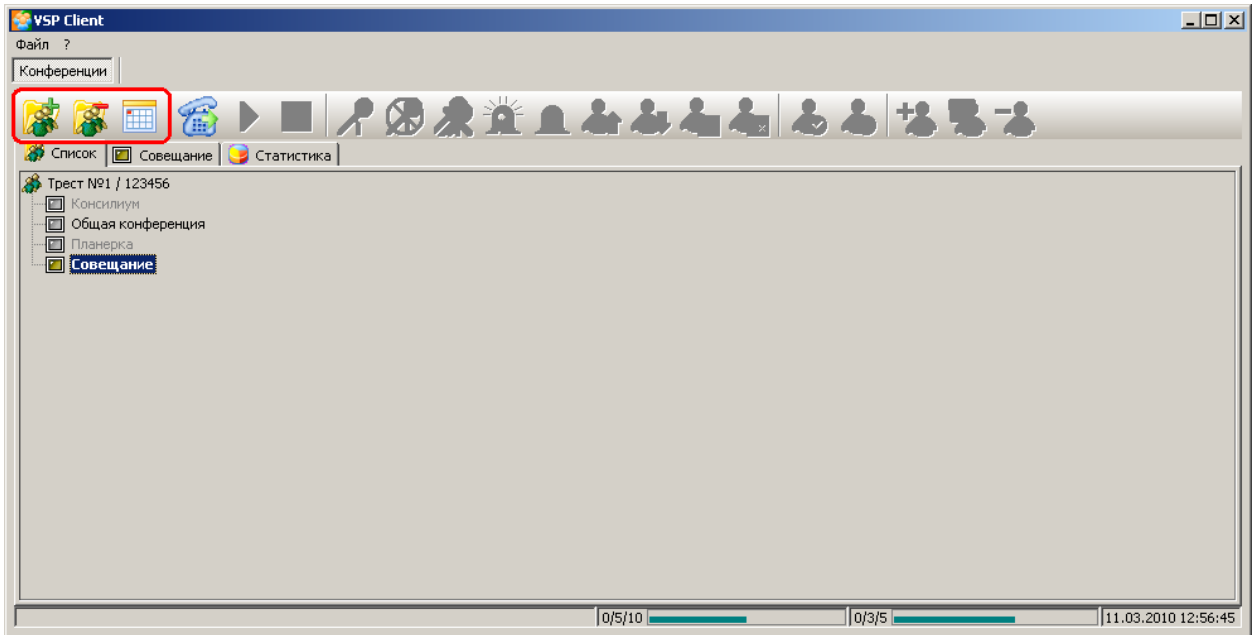 VSP Client
Файл ?
Конференции
Список Совещание Статистика
Трест №1 / 123456
Консилиум
Общая конференция
Планерка
Совещание
0/5/10 0/3/5 11.03.2010 12:56:45